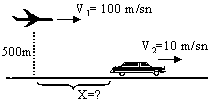 V₁= 100 m/sn
500m
V₂=10 m/sn
X=?